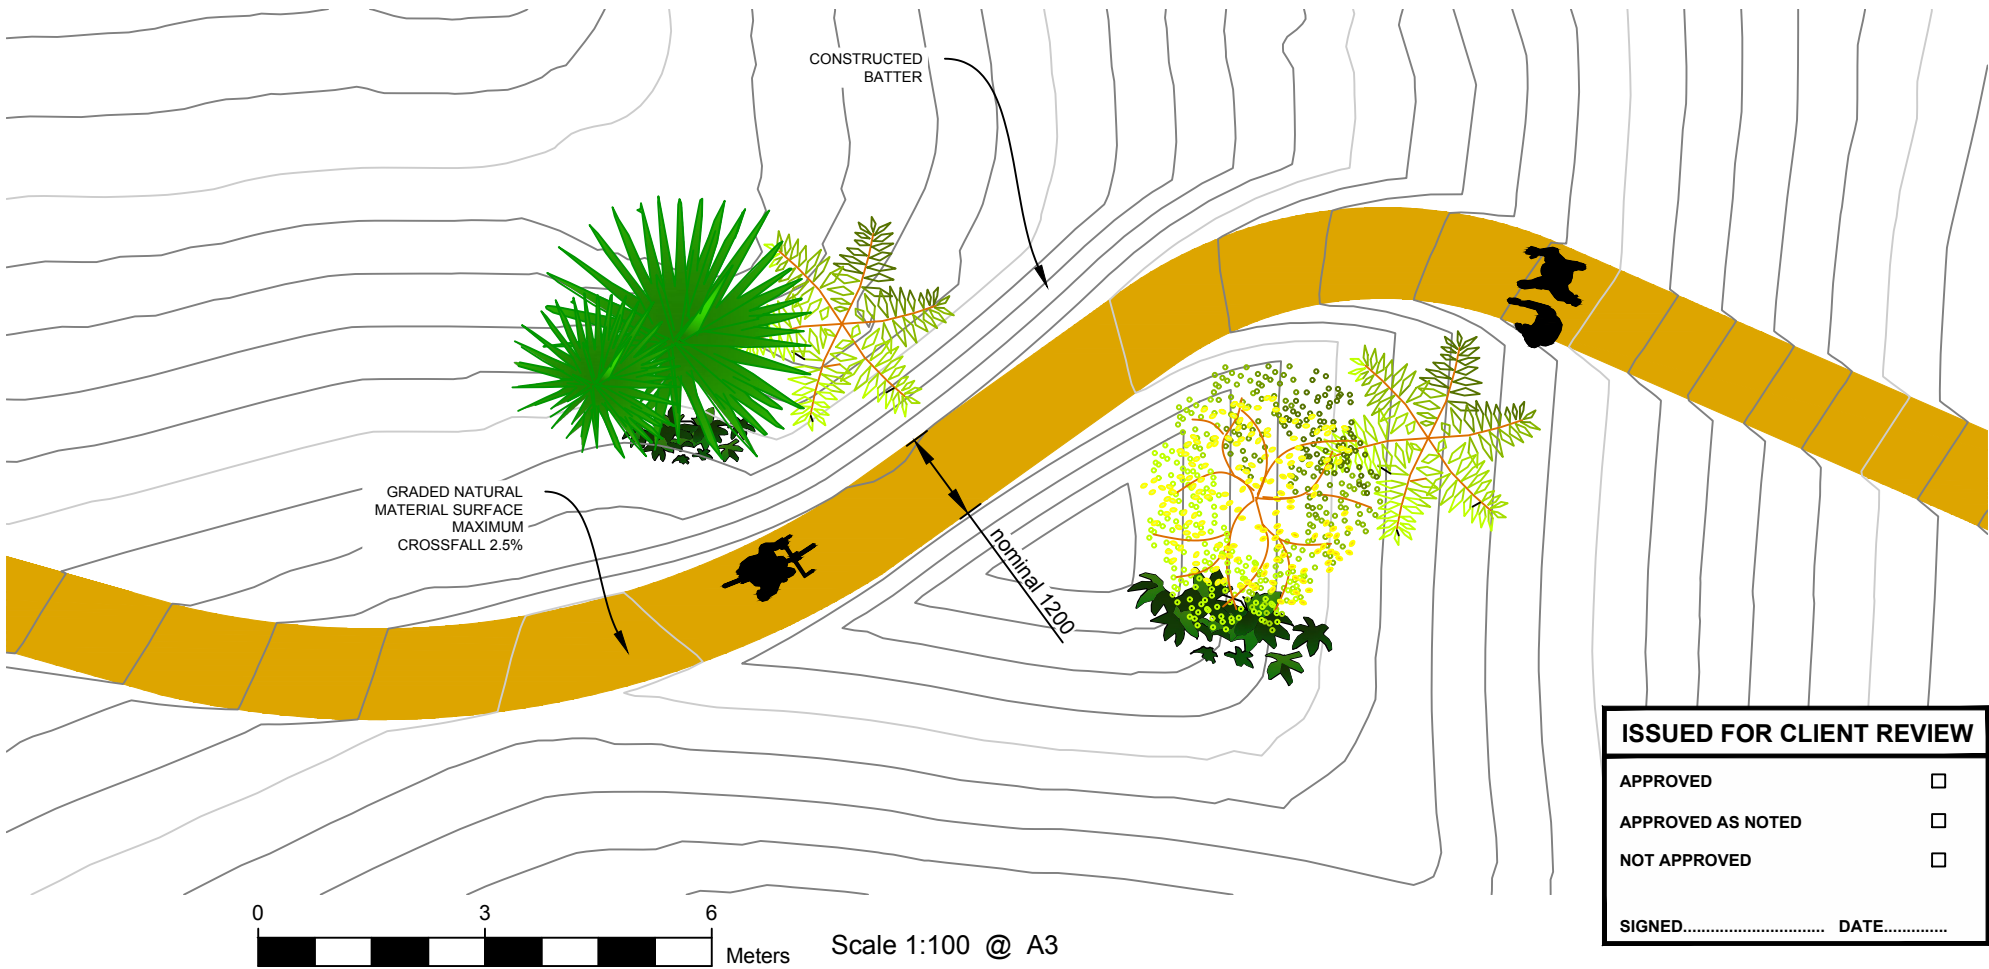 CONSTRUCTED
BATTER
GRADED NATURAL
MATERIAL SURFACE
MAXIMUM
CROSSFALL 2.5%
nominal 1200
ISSUED FOR CLIENT REVIEW
APPROVED
APPROVED AS NOTED
NOT APPROVED
SIGNED............................... DATE..............
0 3 6
Meters
Scale 1:100 @ A3